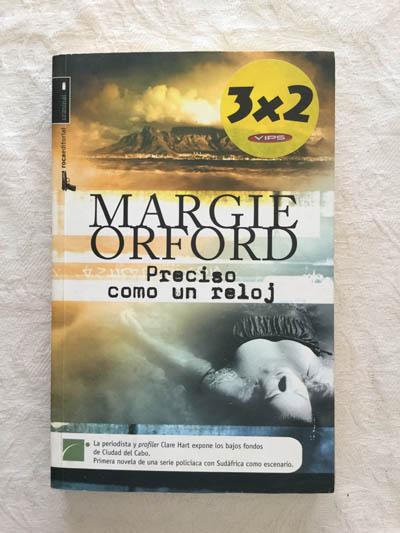 3x2
VIPS
rocaeditorial criminal
MARGIE
ORFORD
Preciso
como un reloj
La periodista y profiler Clare Hart expone los bajos fondos
de Ciudad del Cabo.
Primera novela de una serie policiaca con Sudáfrica como escenario.